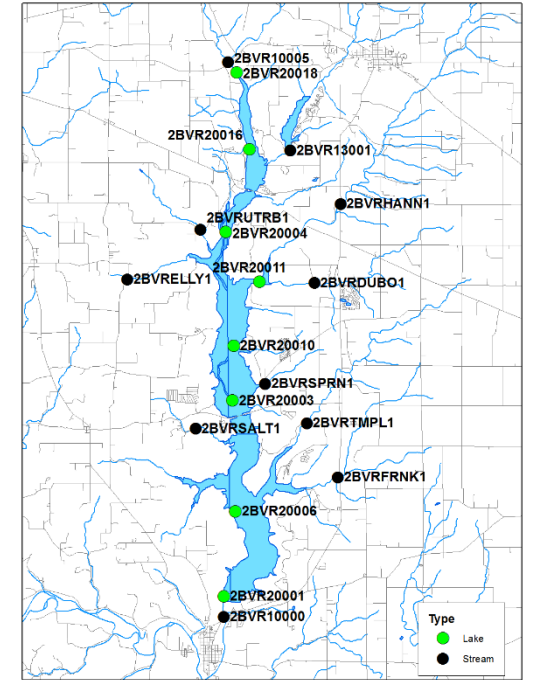 2BVR10005
2BVR20018
2BVR20016
2BVR13001
2BVRHANN1
2BVRUTRB1
2BVR20004
2BVR20011
2BVRELLY1
2BVRDUBO1
2BVR20010
2BVRSPRN1
2BVR20003
2BVRTMPL1
2BVRSALT1
2BVRFRNK1
2BVR20006
2BVR20001
2BVR10000
Type
Lake
Stream